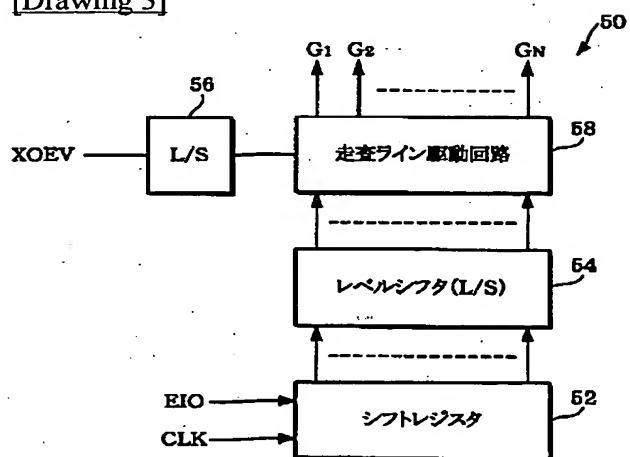 [Drawing 3]
50
G1 G2 GN
56
58
XOEV L/S 走査ライン駆動回路
54
レベルシフタ(L/S)
52
EIO
シフトレジスタ
CLK